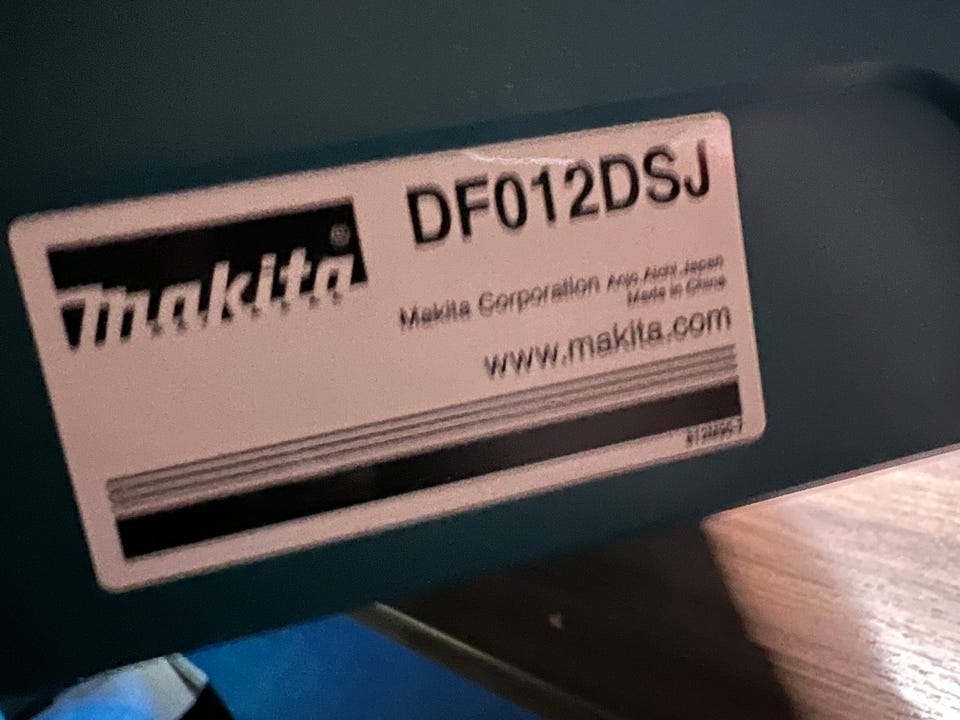 makita®
DF012DSJ
Makita Corporation Anjo, Aichi, Japan
Made in China
www.makita.com